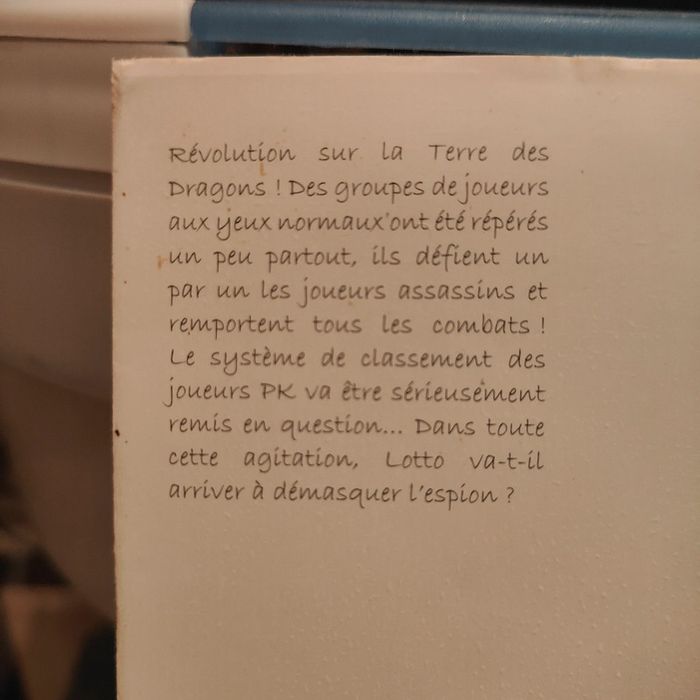 Révolution sur la Terre des
Dragons ! Des groupes de joueurs
aux yeux normaux ont été répérés
un peu partout, ils défient un
par un les joueurs assassins et
remportent tous les combats !
Le système de classement des
joueurs PK va être sérieusement
remis en question... Dans toute
cette agitation, Lotto va-t-il
arriver à démasquer l'espion ?